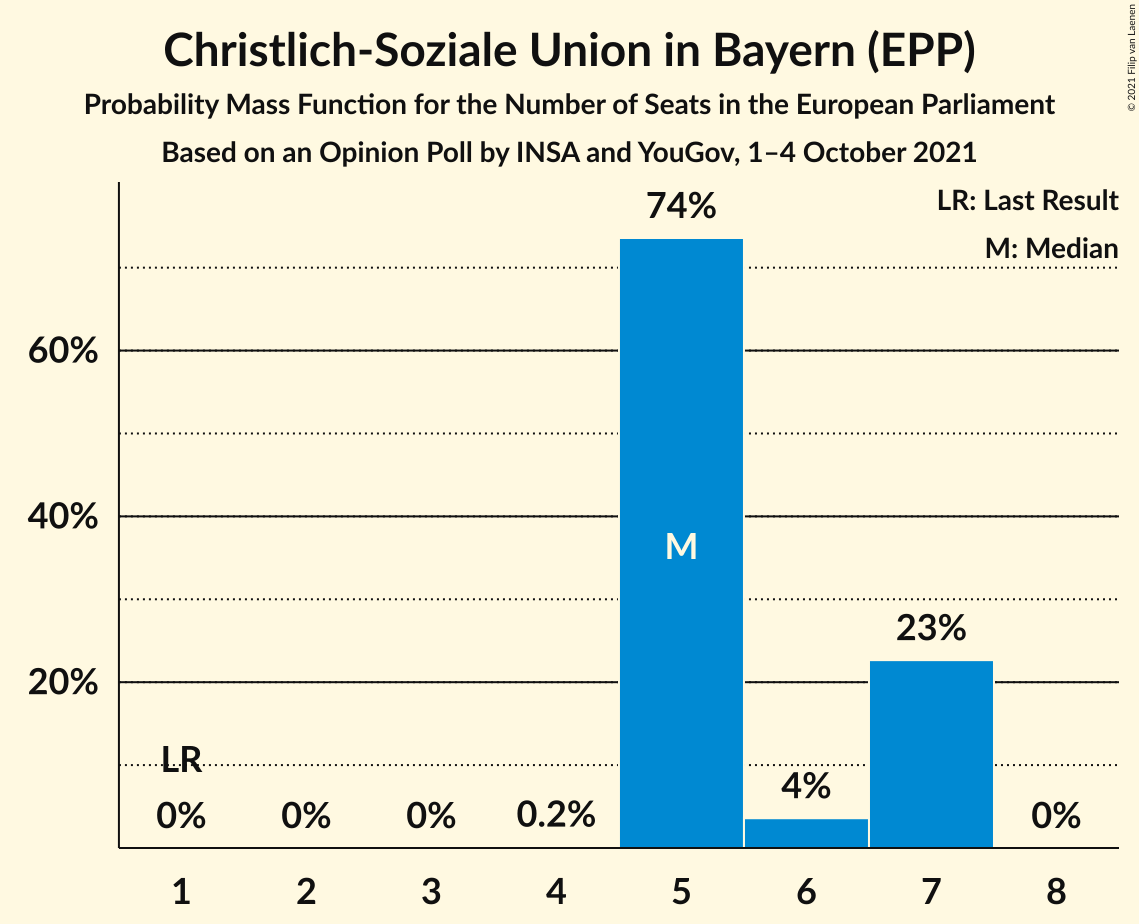 Christlich-Soziale Union in Bayern (EPP)
Probability Mass Function for the Number of Seats in the European Parliament
Based on an Opinion Poll by INSA and YouGov, 1–4 October 2021
© 2021 Filip van Laenen
LR: Last Result
M: Median
74%
60%
40%
20%
M
23%
LR
4%
0%
0%
0%
0.2%
0%
1
2
3
4
5
6
7
8